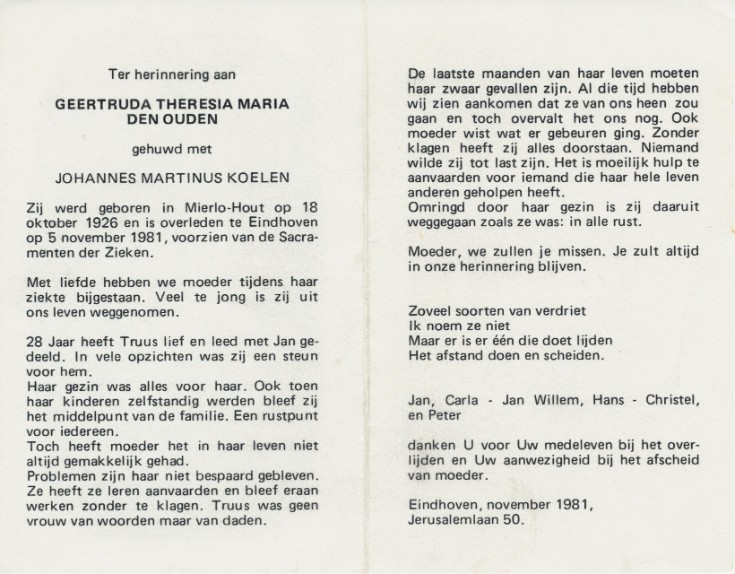 Ter herinnering aan
GEERTRUDA THERESIA MARIA
DEN OUDEN
gehuwd met
JOHANNES MARTINUS KOELEN
Zij werd geboren in Mierlo-Hout op 18
oktober 1926 en is overleden te Eindhoven
op 5 november 1981, voorzien van de Sacra-
menten der Zieken.
Met liefde hebben we moeder tijdens haar
ziekte bijgestaan. Veel te jong is zij uit
ons leven weggenomen.
28 Jaar heeft Truus lief en leed met Jan ge-
deeld. In vele opzichten was zij een steun
voor hem.
Haar gezin was alles voor haar. Ook toen
haar kinderen zelfstandig werden bleef zij
het middelpunt van de familie. Een rustpunt
voor iedereen.
Toch heeft moeder het in haar leven niet
altijd gemakkelijk gehad.
Problemen zijn haar niet bespaard gebleven.
Ze heeft ze leren aanvaarden en bleef eraan
werken zonder te klagen. Truus was geen
vrouw van woorden maar van daden.
De laatste maanden van haar leven moeten
haar zwaar gevallen zijn. Al die tijd hebben
wij zien aankomen dat ze van ons heen zou
gaan en toch overvalt het ons nog. Ook
moeder wist wat er gebeuren ging. Zonder
klagen heeft zij alles doorstaan. Niemand
wilde zij tot last zijn. Het is moeilijk hulp te
aanvaarden voor iemand die haar hele leven
anderen geholpen heeft.
Omringd door haar gezin is zij daaruit
weggegaan zoals ze was: in alle rust.
Moeder, we zullen je missen. Je zult altijd
in onze herinnering blijven.
Zoveel soorten van verdriet
Ik noem ze niet
Maar er is er één die doet lijden
Het afstand doen en scheiden.
Jan, Carla - Jan Willem, Hans - Christel,
en Peter
danken U voor Uw medeleven bij het over-
lijden en Uw aanwezigheid bij het afscheid
van moeder.
Eindhoven, november 1981,
Jerusalemlaan 50.